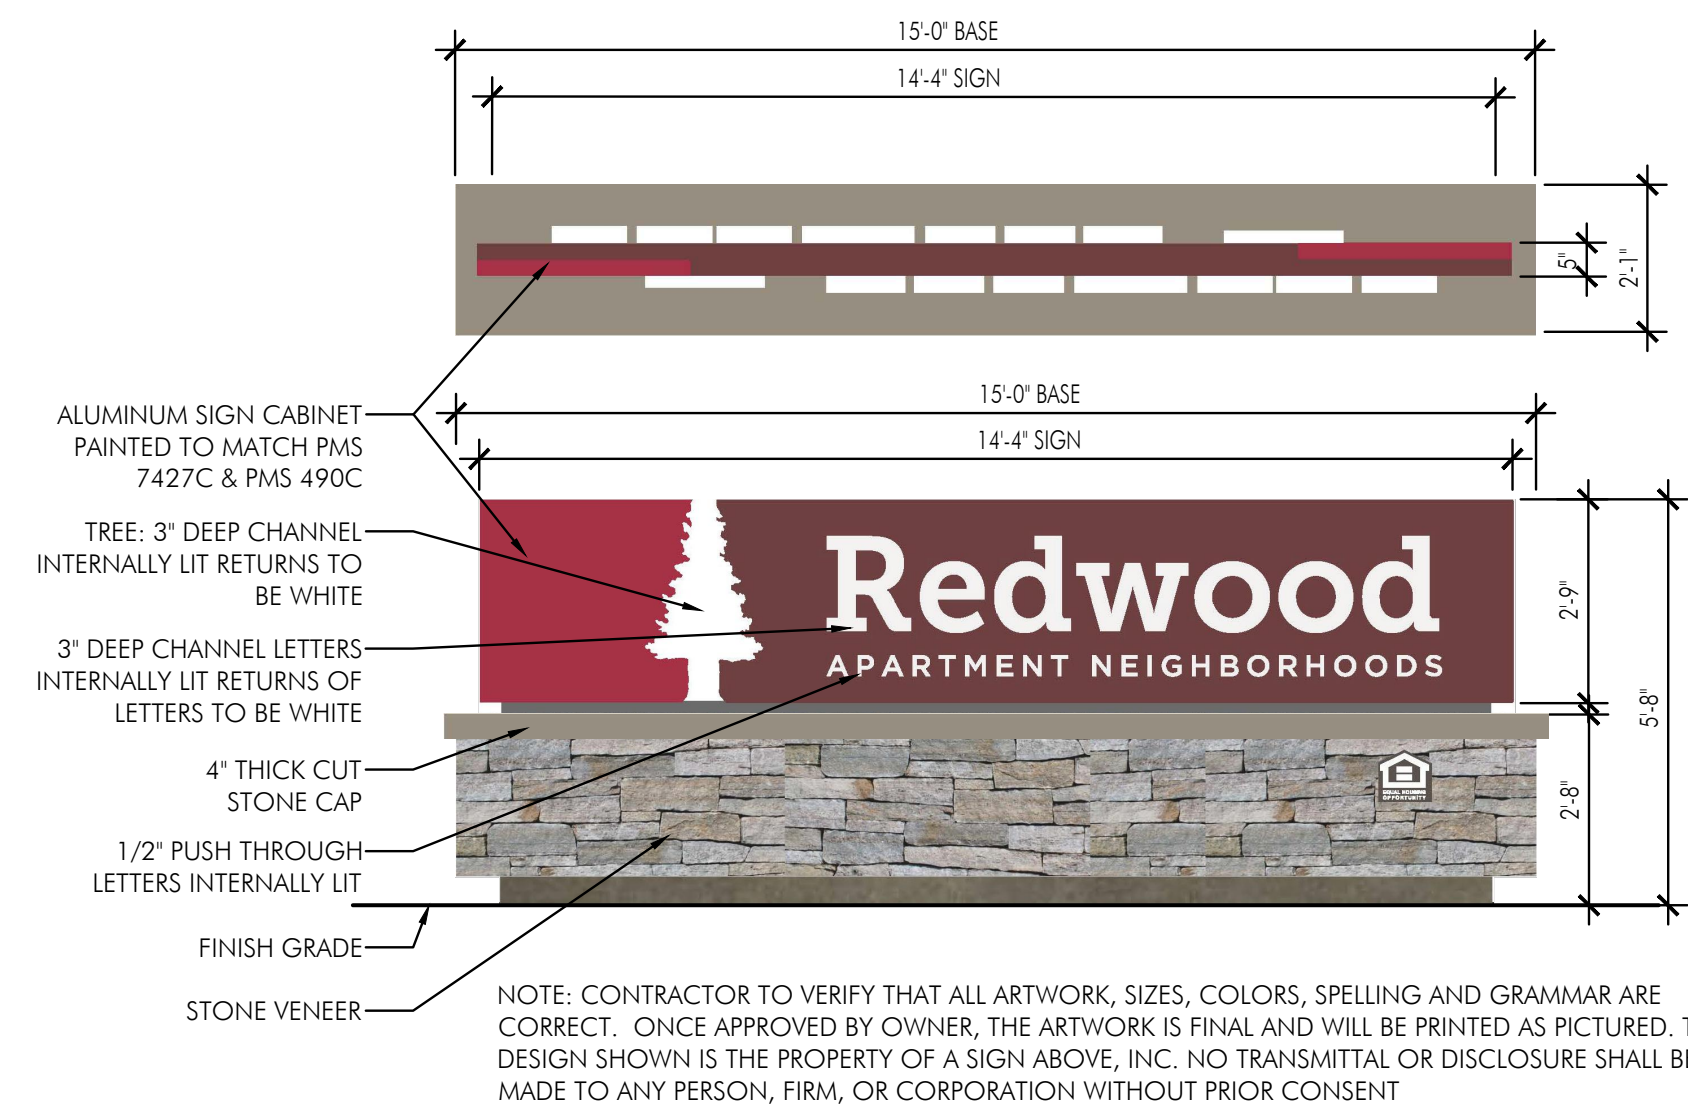 15'-0" BASE
14'-4" SIGN
5"
2'-1"
15'-0" BASE
14'-4" SIGN
ALUMINUM SIGN CABINET
PAINTED TO MATCH PMS
7427C & PMS 490C
TREE: 3" DEEP CHANNEL
INTERNALLY LIT RETURNS TO
BE WHITE
3" DEEP CHANNEL LETTERS
INTERNALLY LIT RETURNS OF
LETTERS TO BE WHITE
4" THICK CUT
STONE CAP
1/2" PUSH THROUGH
LETTERS INTERNALLY LIT
FINISH GRADE
STONE VENEER
Redwood
APARTMENT NEIGHBORHOODS
EQUAL HOUSING
OPPORTUNITY
2'-9"
2'-8"
5'-8"
NOTE: CONTRACTOR TO VERIFY THAT ALL ARTWORK, SIZES, COLORS, SPELLING AND GRAMMAR ARE
CORRECT. ONCE APPROVED BY OWNER, THE ARTWORK IS FINAL AND WILL BE PRINTED AS PICTURED.
DESIGN SHOWN IS THE PROPERTY OF A SIGN ABOVE, INC. NO TRANSMITTAL OR DISCLOSURE SHALL BE
MADE TO ANY PERSON, FIRM, OR CORPORATION WITHOUT PRIOR CONSENT